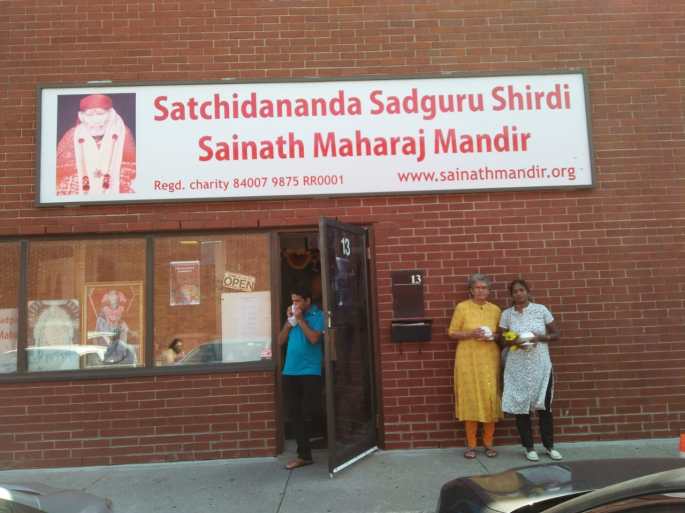 Satchidananda Sadguru Shirdi
Sainath Maharaj Mandir
Regd. charity 84007 9875 RR0001
www.sainathmandir.org
13
OPEN
13